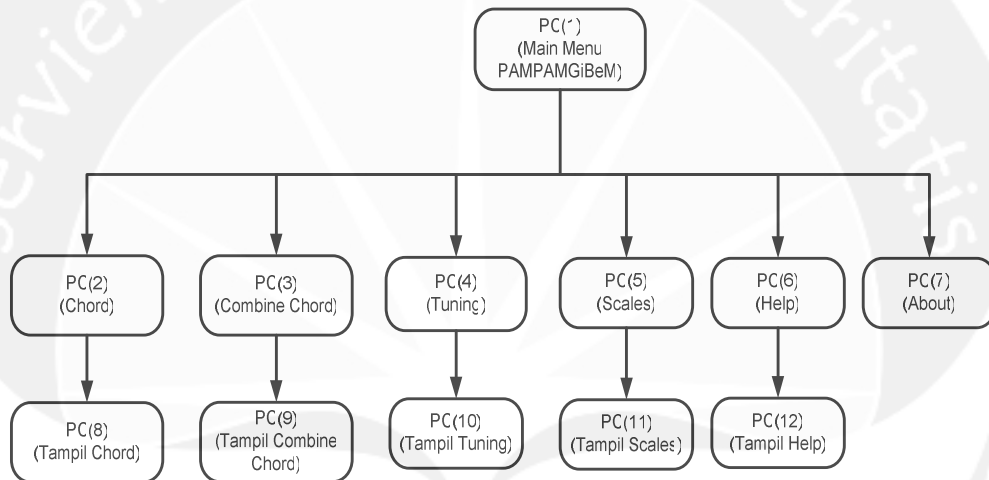 PC(1)
(Main Menu
PAMPAMGiBeM)
PC(2)
(Chord)
PC(3)
(Combine Chord)
PC(4)
(Tuning)
PC(5)
(Scales)
PC(6)
(Help)
PC(7)
(About)
PC(8)
(Tampil Chord)
PC(9)
(Tampil Combine
Chord)
PC(10)
(Tampil Tuning)
PC(11)
(Tampil Scales)
PC(12)
(Tampil Help)